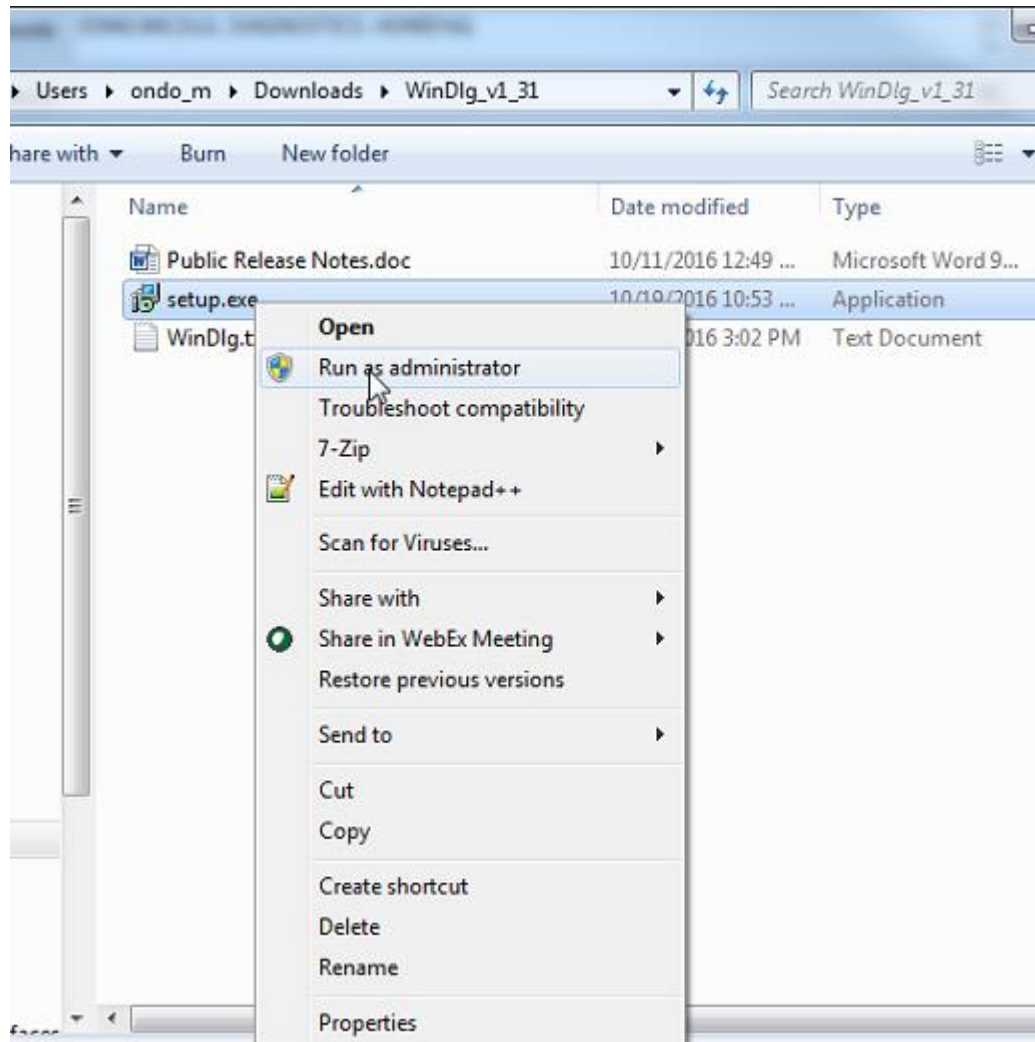 Users ▸ ondo_m ▸ Downloads ▸ WinDlg_v1_31 Search WinDlg_v1_31
hare with Burn New folder
Name Date modified Type
Public Release Notes.doc 10/11/2016 12:49 ... Microsoft Word 9...
setup.exe 10/19/2016 10:53 ... Application
WinDlg.t 016 3:02 PM Text Document
Open
Run as administrator
Troubleshoot compatibility
7-Zip
Edit with Notepad++
Scan for Viruses...
Share with
Share in WebEx Meeting
Restore previous versions
Send to
Cut
Copy
Create shortcut
Delete
Rename
Properties